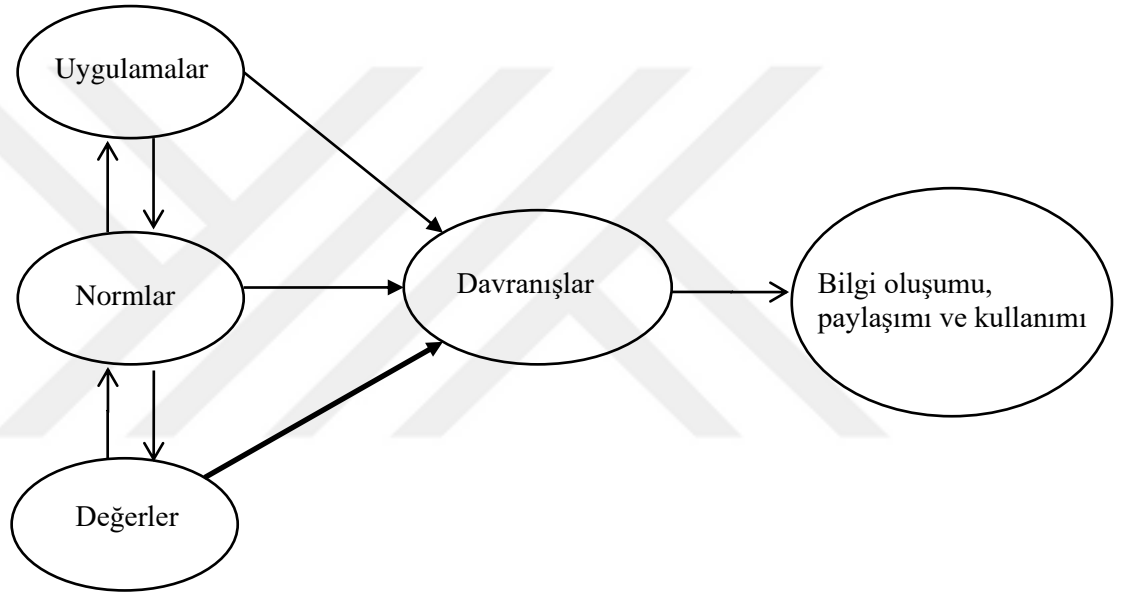 Uygulamalar
Normlar
Değerler
Davranışlar
Bilgi oluşumu,
paylaşımı ve kullanımı